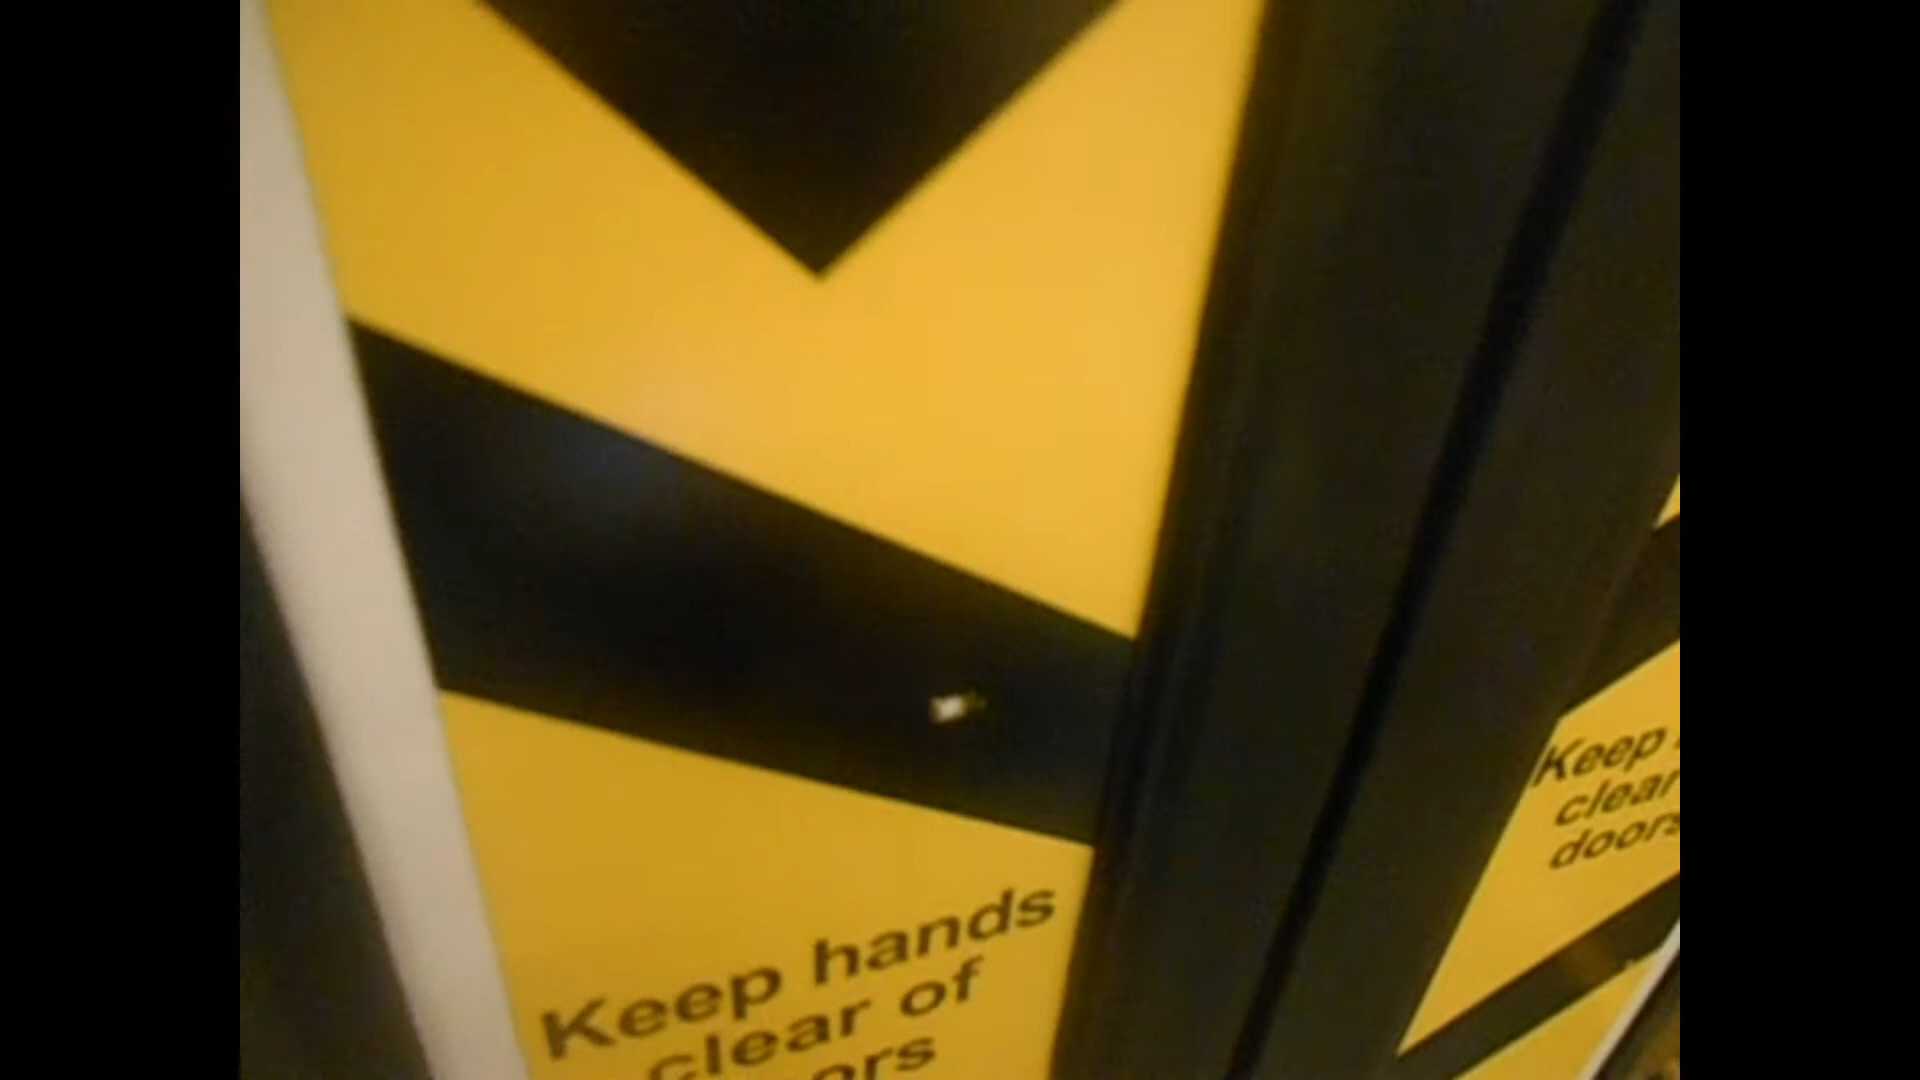 Keep hands
clear of
Keep
clear
doors